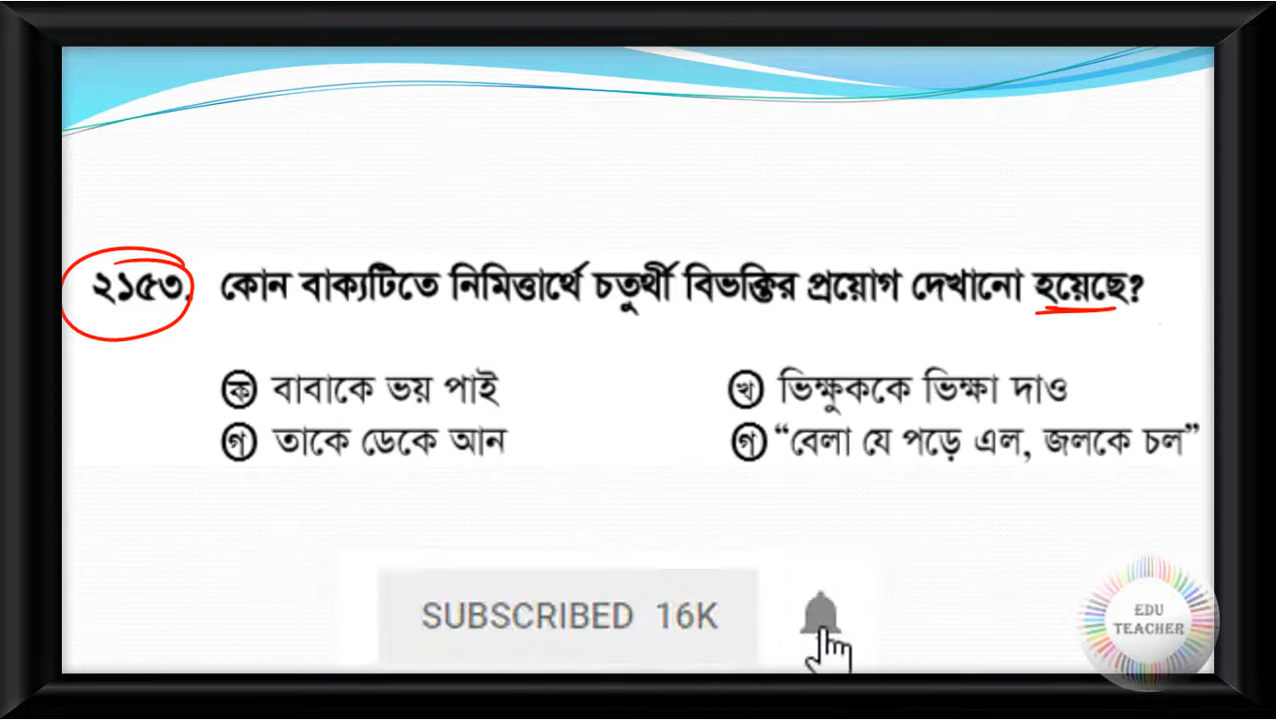 ২১৫৩. কোন বাক্যটিতে নিমিত্তার্থে চতুর্থী বিভক্তির প্রয়োগ দেখানো হয়েছে?
ক বাবাকে ভয় পাই
খ ভিক্ষুককে ভিক্ষা দাও
গ তাকে ডেকে আন
গ “বেলা যে পড়ে এল, জলকে চল”
SUBSCRIBED 16K
EDU
TEACHER